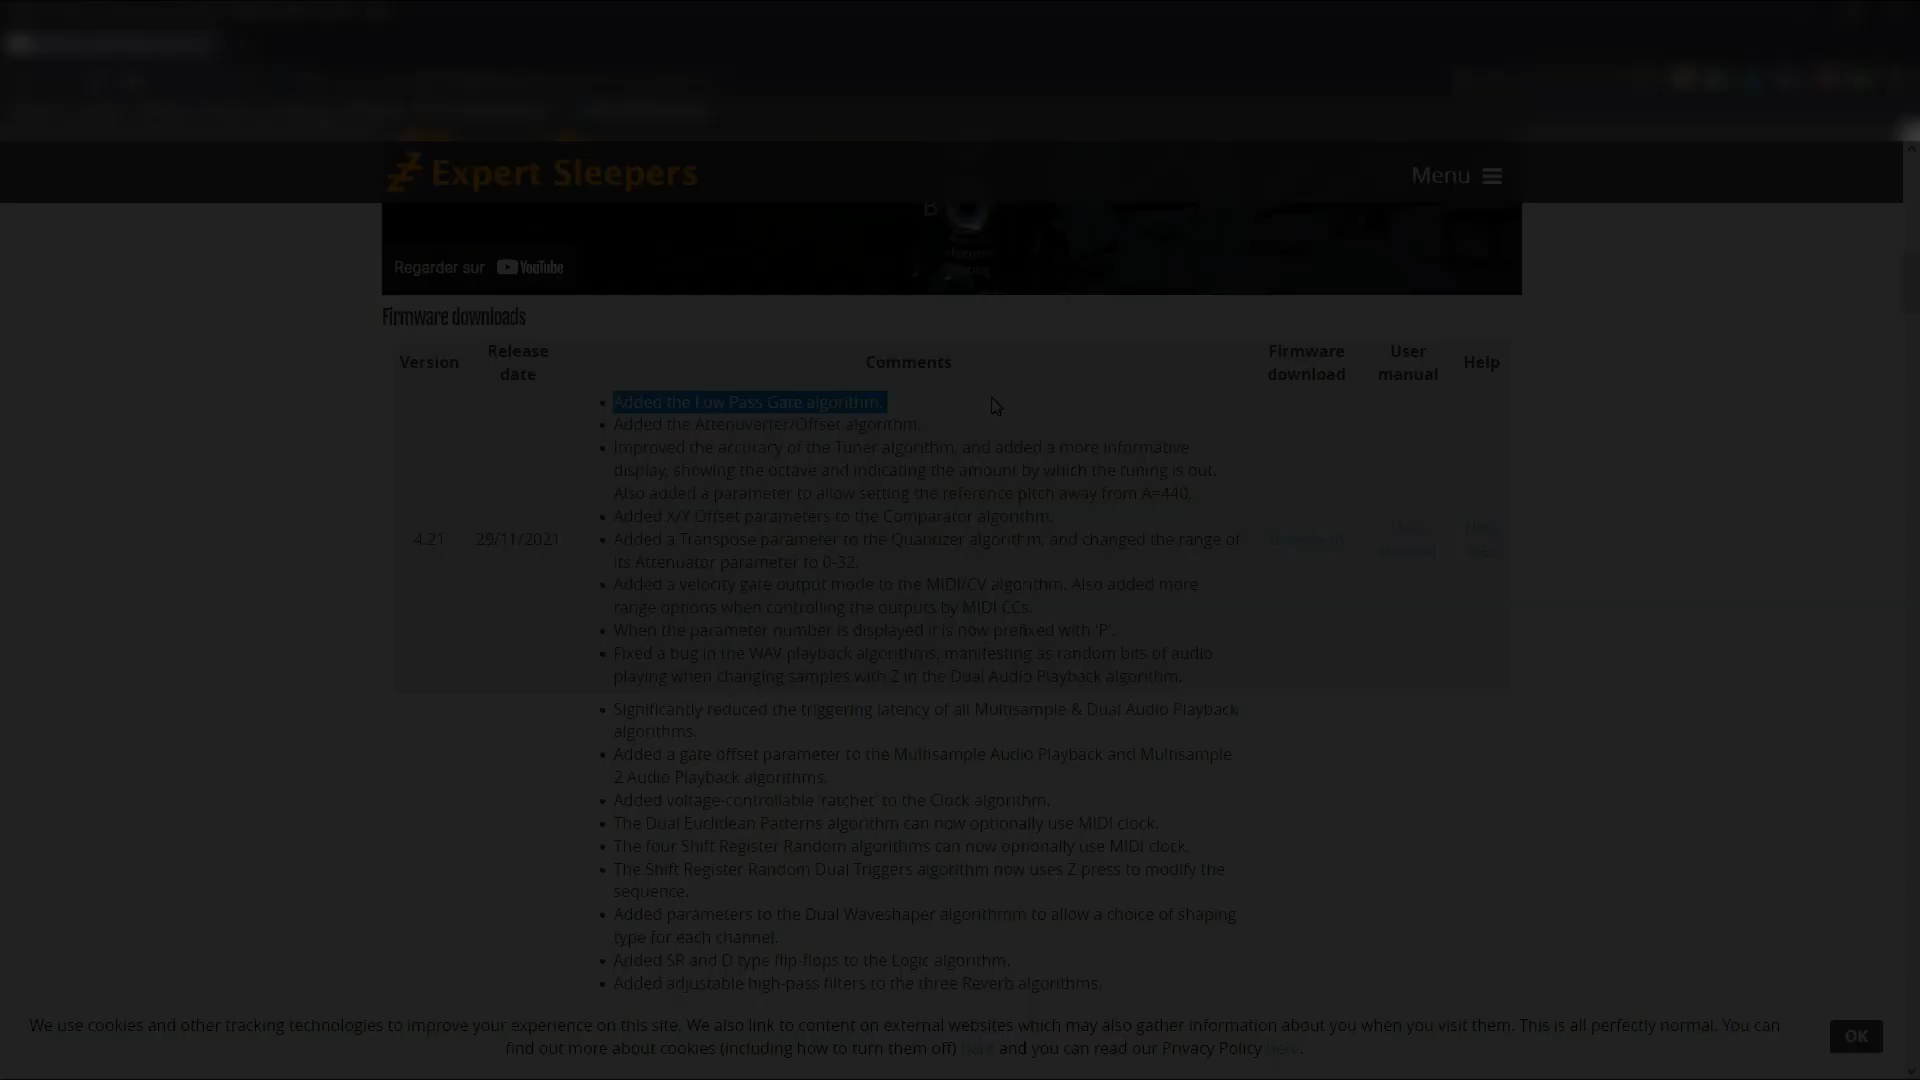 Expert Sleepers
Menu
B
Regarder sur YouTube
Firmware downloads
Version
Release date
Comments
Firmware download
User manual
Help
4.21
29/11/2021
• Added the Low Pass Gate algorithm.
• Added the Attenuverter/Offset algorithm.
• Improved the accuracy of the Tuner algorithm, and added a more informative
display, showing the octave and indicating the amount by which the tuning is out.
Also added a parameter to allow setting the reference pitch away from A=440.
• Added X/Y Offset parameters to the Comparator algorithm.
• Added a Transpose parameter to the Quantizer algorithm, and changed the range of
its Attenuator parameter to 0-32.
• Added a velocity gate output mode to the MIDI/CV algorithm. Also added more
range options when controlling the outputs by MIDI CCs.
• When the parameter number is displayed it is now prefixed with 'P'.
• Fixed a bug in the WAV playback algorithms, manifesting as random bits of audio
playing when changing samples with Z in the Dual Audio Playback algorithm.
• Significantly reduced the triggering latency of all Multisample & Dual Audio Playback
algorithms.
• Added a gate offset parameter to the Multisample Audio Playback and Multisample
2 Audio Playback algorithms.
• Added voltage-controllable 'ratchet' to the Clock algorithm.
• The Dual Euclidean Patterns algorithm can now optionally use MIDI clock.
• The four Shift Register Random algorithms can now optionally use MIDI clock.
• The Shift Register Random Dual Triggers algorithm now uses Z press to modify the
sequence.
• Added parameters to the Dual Waveshaper algorithmm to allow a choice of shaping
type for each channel.
• Added SR and D type flip-flops to the Logic algorithm.
• Added adjustable high-pass filters to the three Reverb algorithms.
We use cookies and other tracking technologies to improve your experience on this site. We also link to content on external websites which may also gather information about you when you visit them. This is all perfectly normal. You can
find out more about cookies (including how to turn them off) here and you can read our Privacy Policy here.
OK